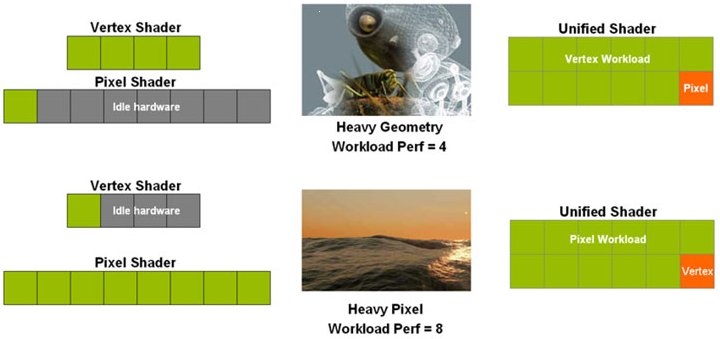 Vertex Shader
Pixel Shader
Idle hardware
Heavy Geometry
Workload Perf = 4
Unified Shader
Vertex Workload
Pixel
Vertex Shader
Idle hardware
Pixel Shader
Heavy Pixel
Workload Perf = 8
Unified Shader
Pixel Workload
Vertex